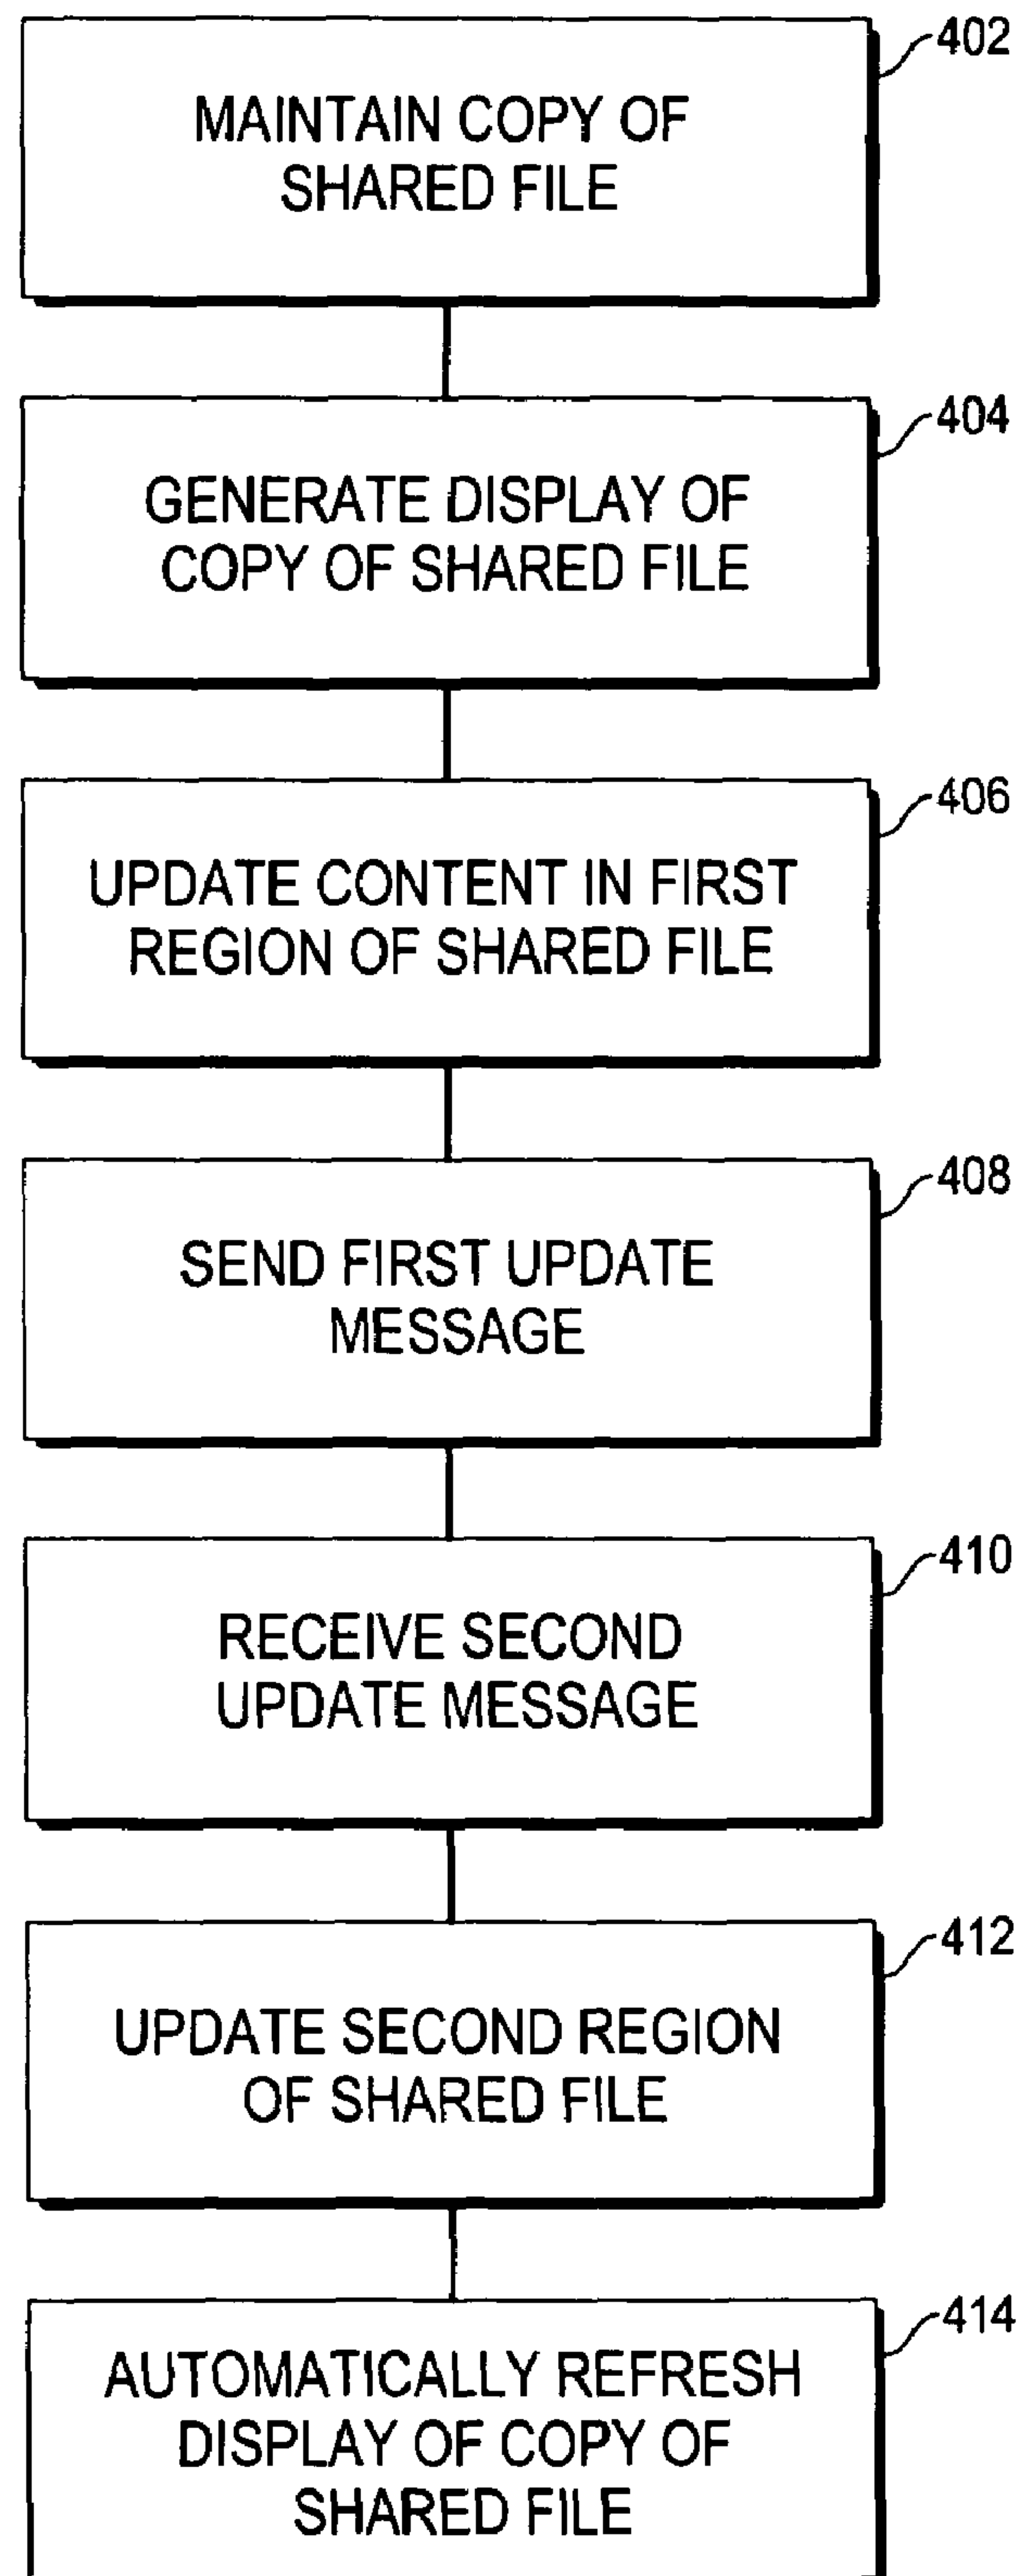 402
MAINTAIN COPY OF
SHARED FILE
404
GENERATE DISPLAY OF
COPY OF SHARED FILE
406
UPDATE CONTENT IN FIRST
REGION OF SHARED FILE
408
SEND FIRST UPDATE
MESSAGE
410
RECEIVE SECOND
UPDATE MESSAGE
412
UPDATE SECOND REGION
OF SHARED FILE
414
AUTOMATICALLY REFRESH
DISPLAY OF COPY OF
SHARED FILE